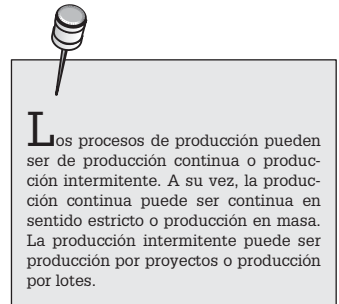 Los procesos de producción pueden
ser de producción continua o produc-
ción intermitente. A su vez, la produc-
ción continua puede ser continua en
sentido estricto o producción en masa.
La producción intermitente puede ser
producción por proyectos o producción
por lotes.